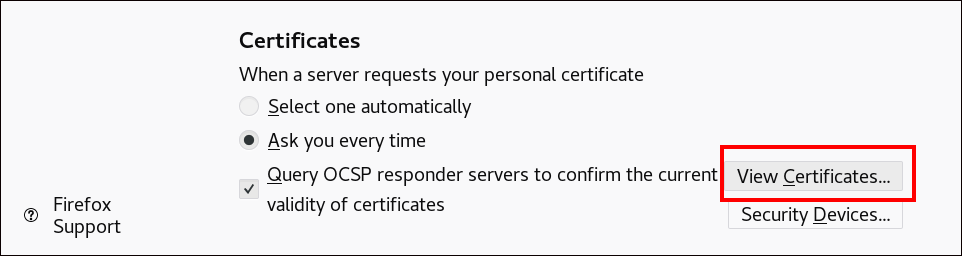 Certificates
When a server requests your personal certificate
Select one automatically
Ask you every time
Query OCSP responder servers to confirm the current
validity of certificates
View Certificates...
Security Devices...
Firefox
Support